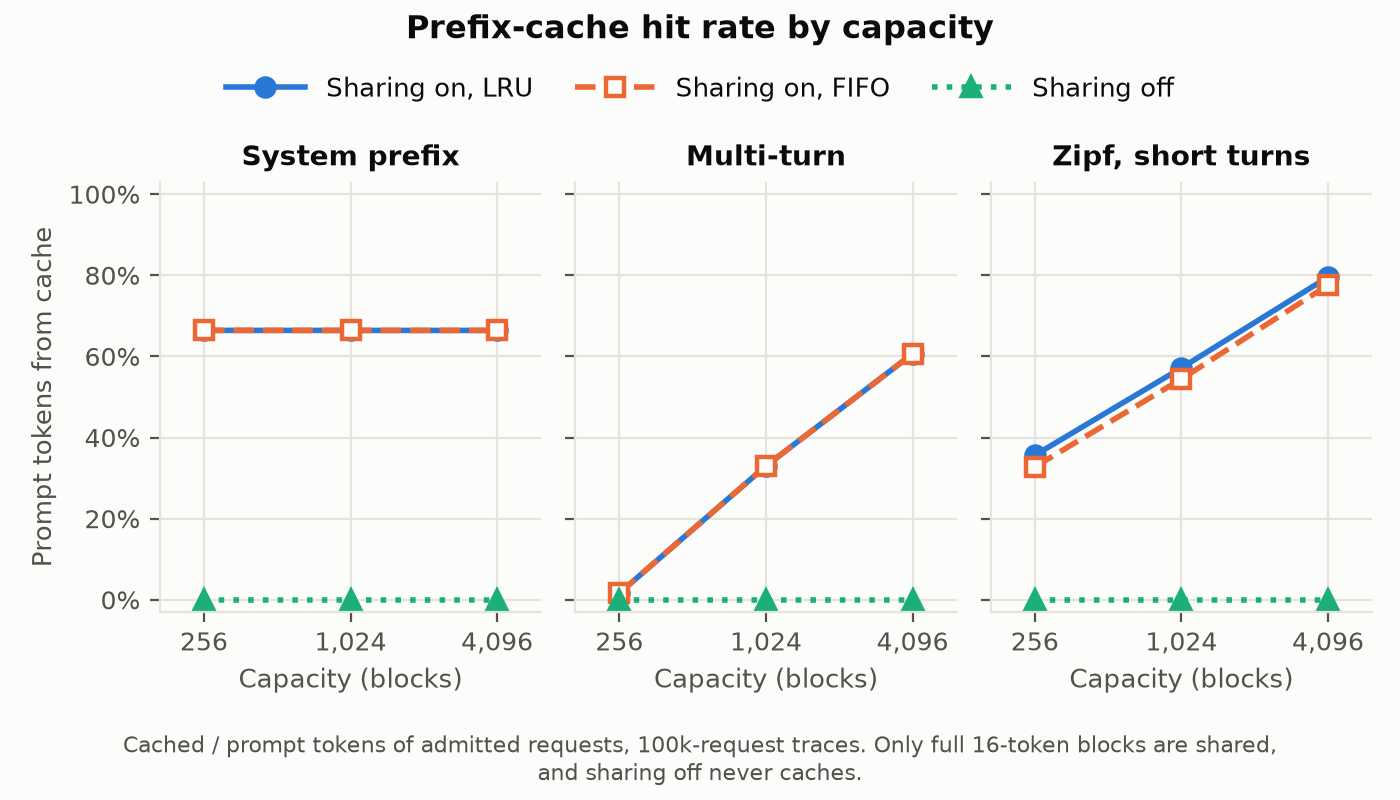 Prefix-cache hit rate by capacity
Sharing on, LRU
Sharing on, FIFO
Sharing off
System prefix
Multi-turn
Zipf, short turns
Prompt tokens from cache
100%
80%
60%
40%
20%
0%
256
1,024
4,096
256
1,024
4,096
256
1,024
4,096
Capacity (blocks)
Capacity (blocks)
Capacity (blocks)
Cached / prompt tokens of admitted requests, 100k-request traces. Only full 16-token blocks are shared,
and sharing off never caches.